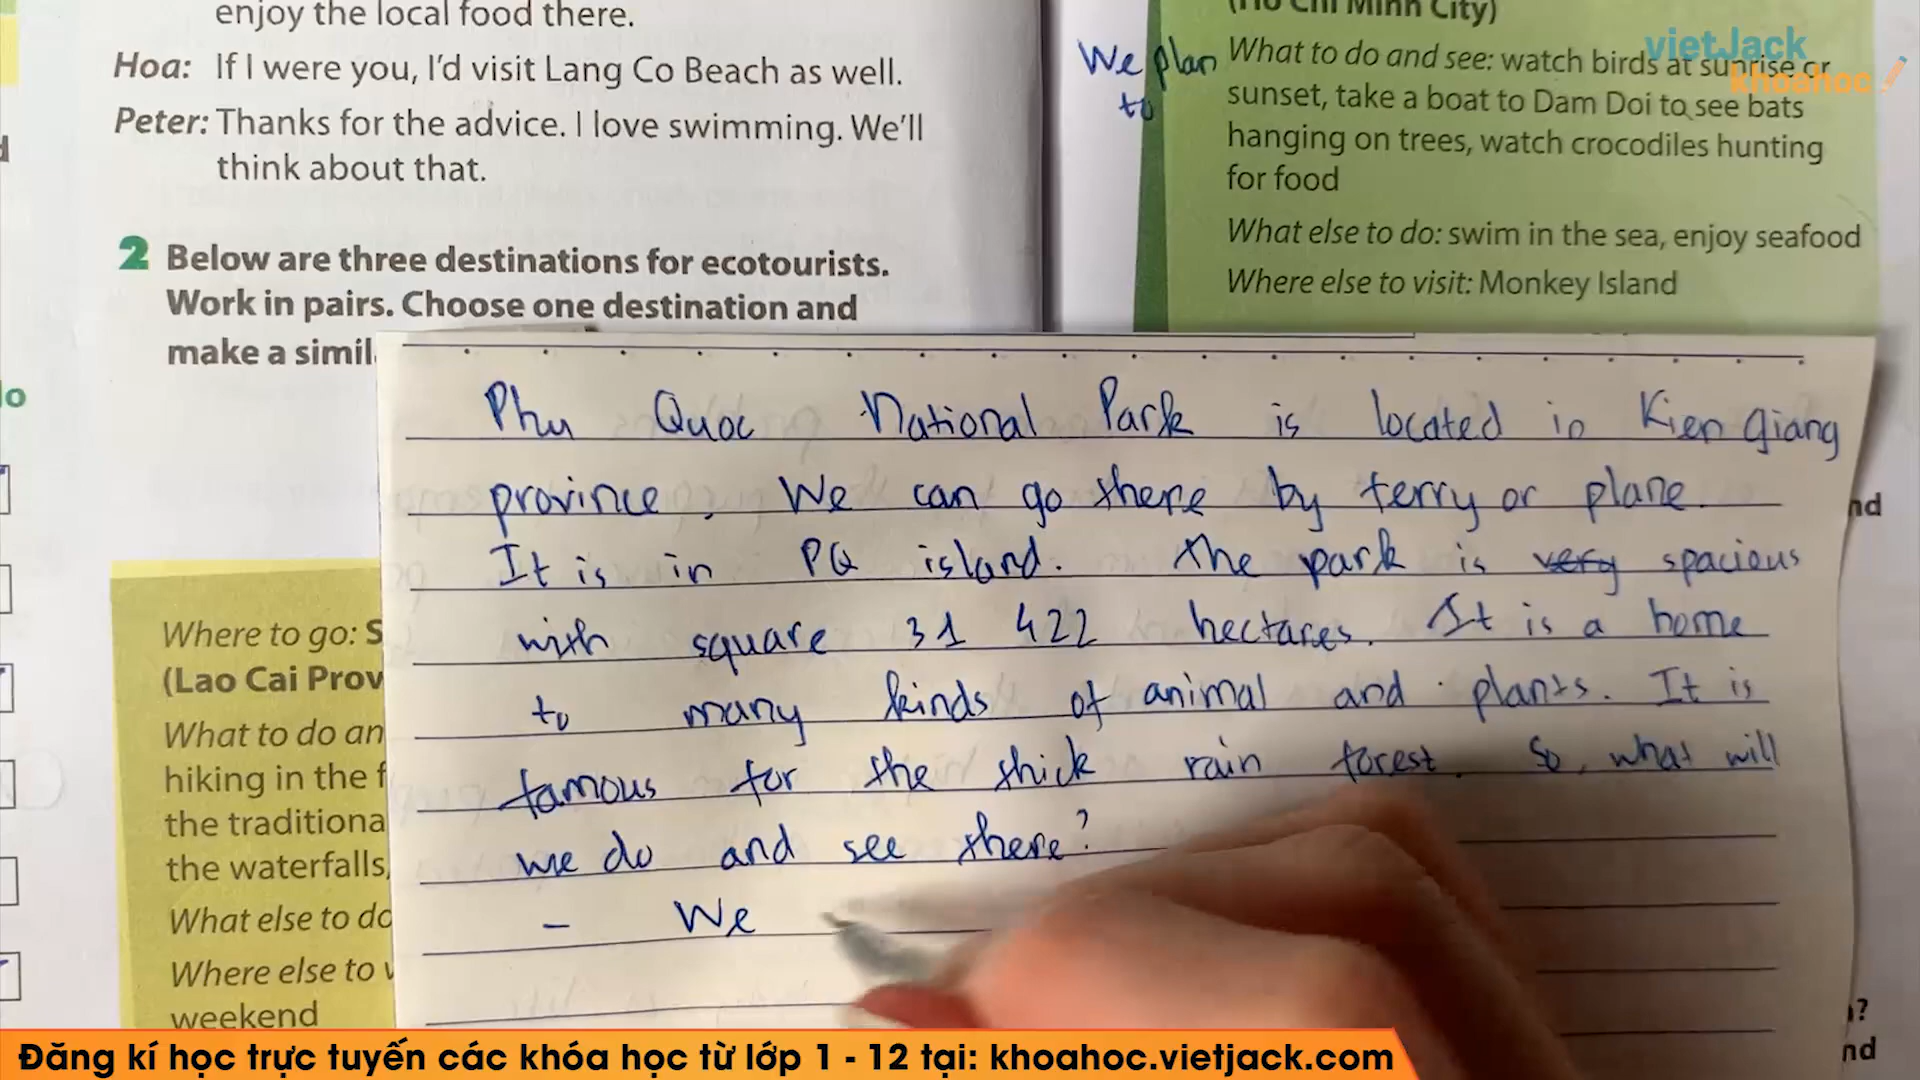 enjoy the local food there.
Hoa: If I were you, I'd visit Lang Co Beach as well.
Peter: Thanks for the advice. I love swimming. We'll
think about that.
2 Below are three destinations for ecotourists.
Work in pairs. Choose one destination and
make a simil
Where to go: S
(Lao Cai Prov
What to do an
hiking in the f
the traditiona
the waterfalls,
What else to do
Where else to v
weekend
(Ho Chi Minh City)
We plan
to
What to do and see: watch birds at sunrise or
sunset, take a boat to Dam Doi to see bats
hanging on trees, watch crocodiles hunting
for food
What else to do: swim in the sea, enjoy seafood
Where else to visit: Monkey Island
vietJack
khoahoc
Phu Quoc National Park is located in Kien Giang
province. We can go there by ferry or plane.
It is in PQ island. The park is very spacious
with square 31 422 hectares. It is a home
to many kinds of animal and plants. It is
famous for the thick rain forest. So, what will
we do and see there?
- We
nd
?
nd
Đăng kí học trực tuyến các khóa học từ lớp 1 - 12 tại: khoahoc.vietjack.com